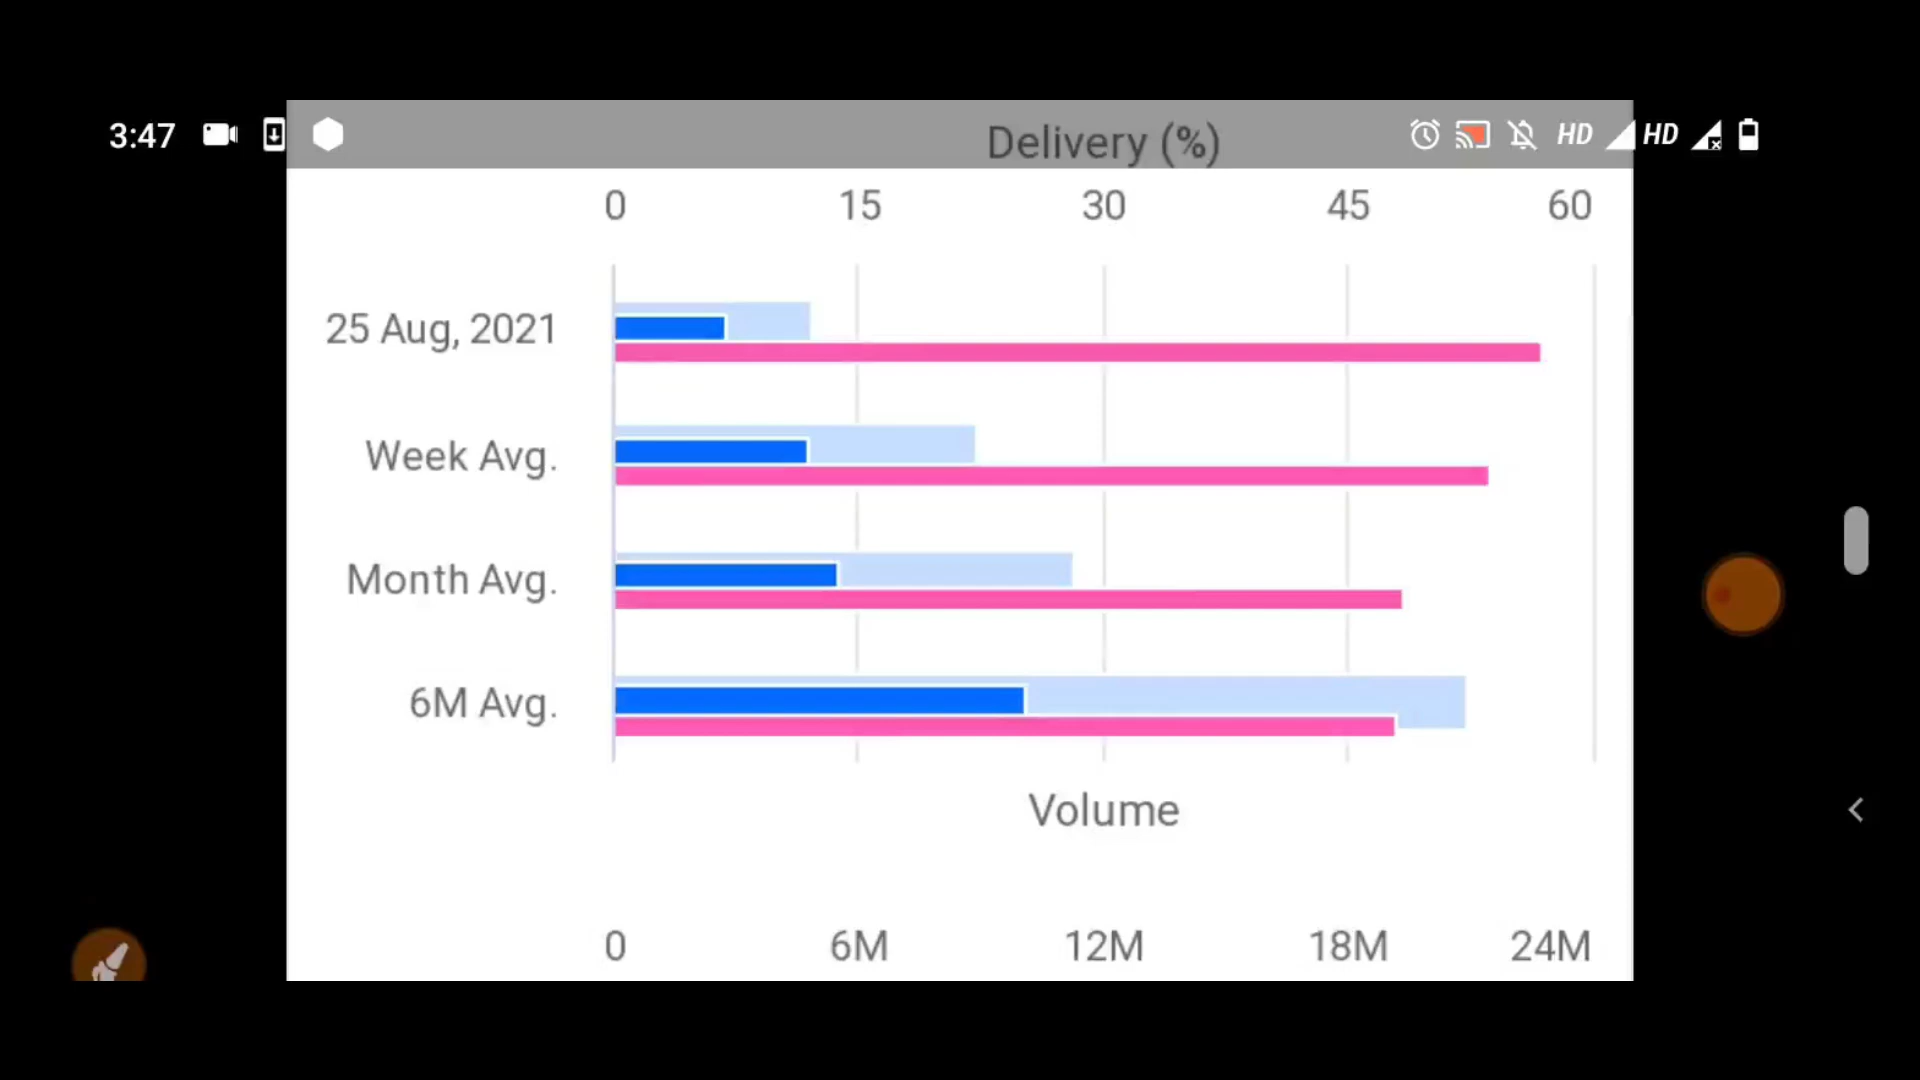 3:47 HD HD
Delivery (%)
0 15 30 45 60
25 Aug, 2021
Week Avg.
Month Avg.
6M Avg.
Volume
0 6M 12M 18M 24M